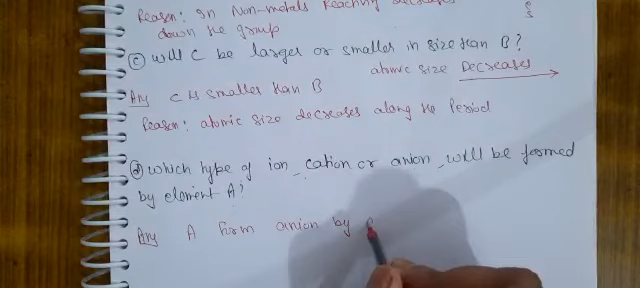 Reason: In Non-metals Reactivity decreases
down the group
(c) will C be larger or smaller in size than B?
atomic size Decreases
Ans C is smaller than B
Reason: atomic size decreases along the Period
(d) which type of ion, cation or anion, will be formed
by element A?
Ans A form anion by